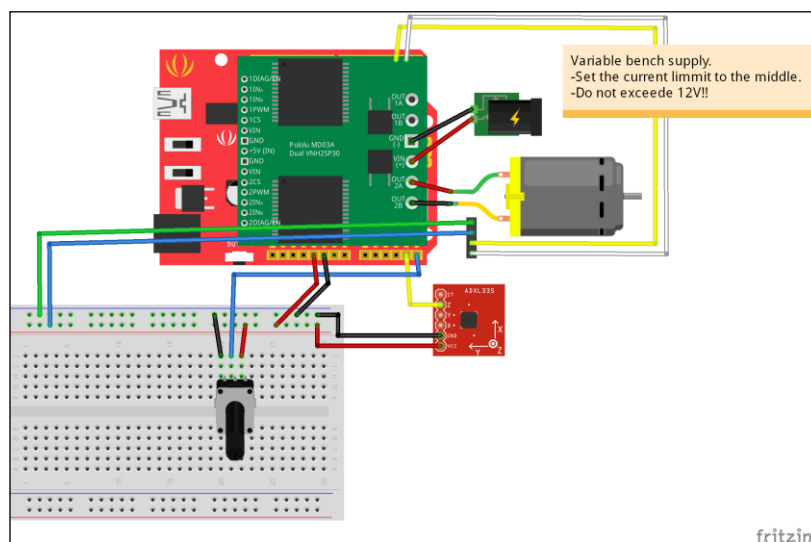 Variable bench supply.
-Set the current limmit to the middle.
-Do not exceede 12V!!
1DIAG/EN
1INA
1INB
1PWM
1CS
VIN
GND
+5V (IN)
GND
VIN
2CS
2PWM
2INA
2INB
2DIAG/EN
Pololu MD03A
Dual VNH2SP30
OUT
1A
OUT
1B
GND
(-)
VIN
(+)
OUT
2A
OUT
2B
ADXL335
ST
Z
Y
X
GND
VCC
X
Y
Z
fritzin